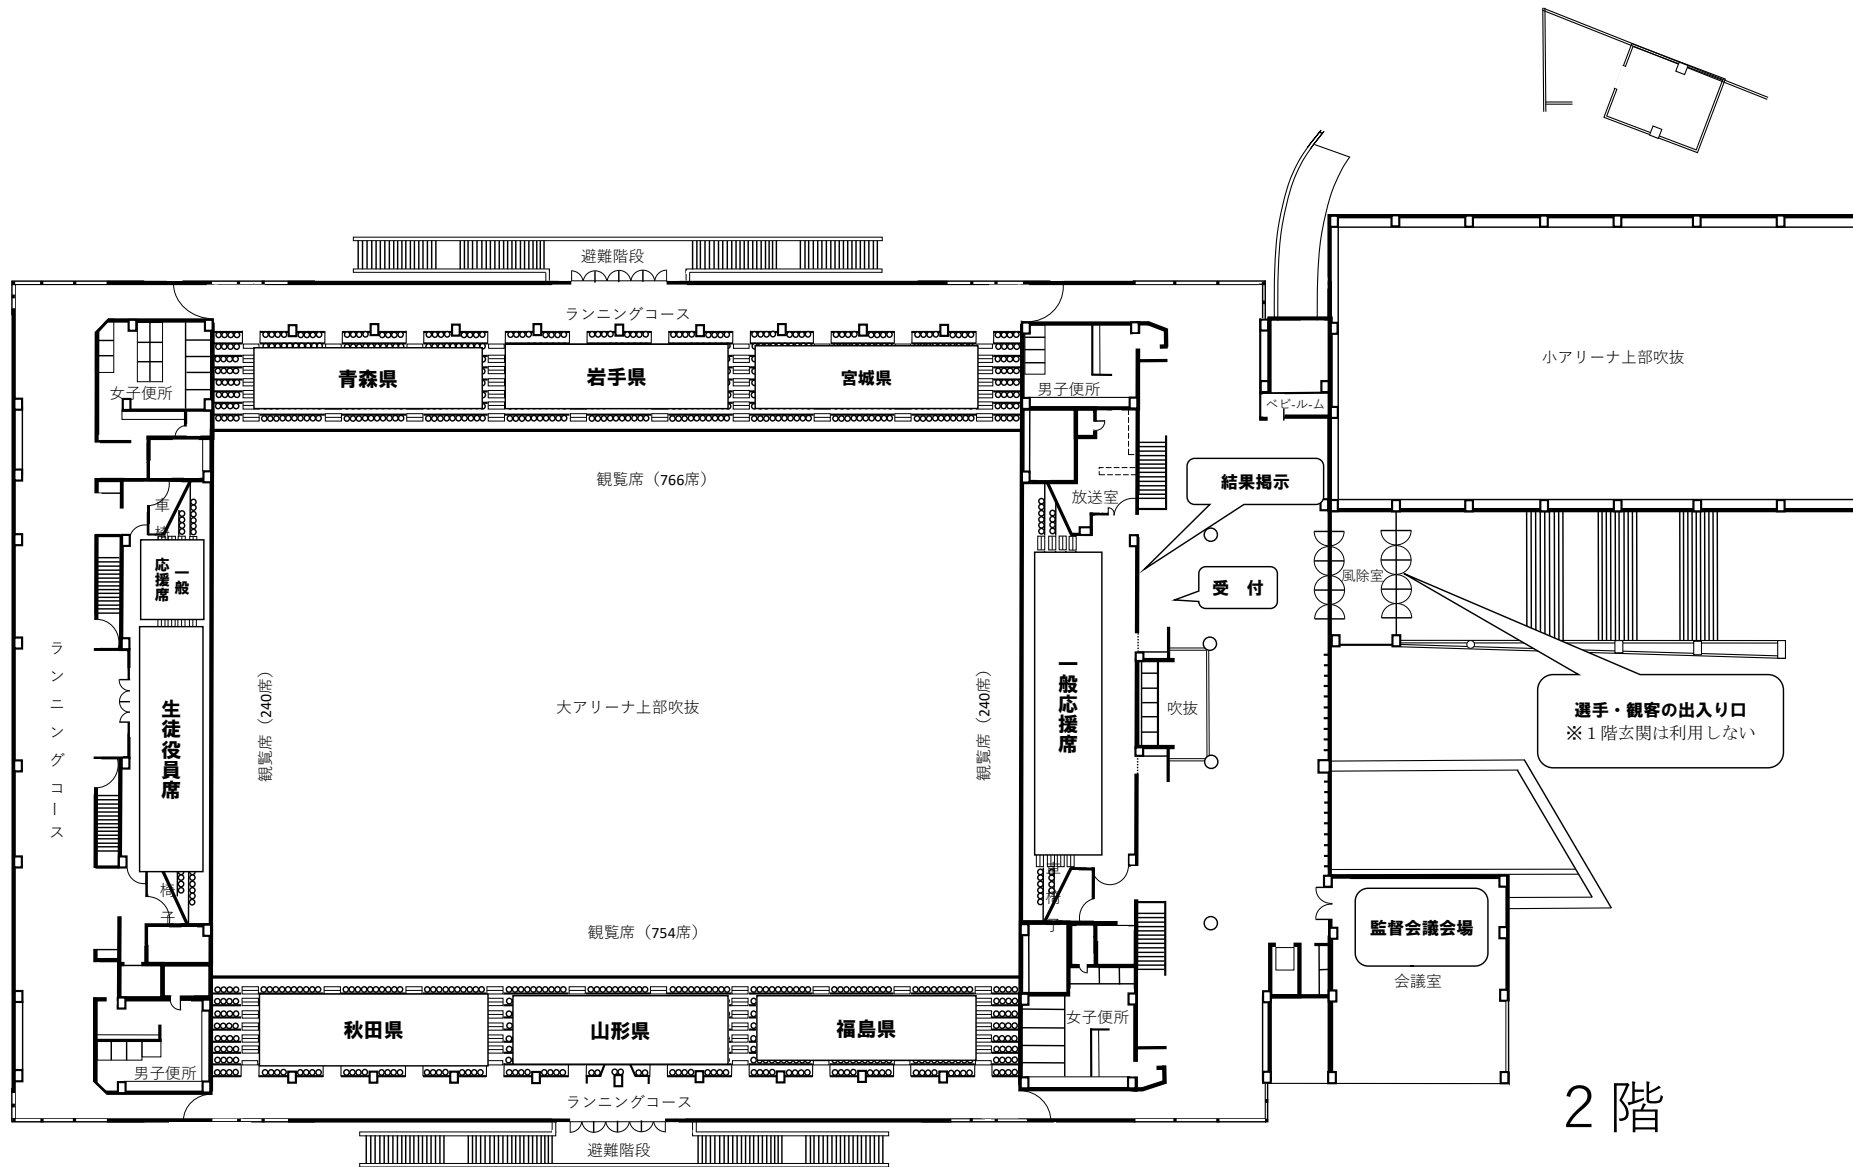 避難階段
ランニングコース
青森県
岩手県
宮城県
小アリーナ上部吹抜
女子便所
男子便所
ベビ-ル-ム
観覧席（766席）
結果掲示
放送室
車
椅
一般
応援席
受　付
風除室
ランニングコース
生徒役員席
観覧席（240席）
大アリーナ上部吹抜
観覧席（240席）
一般応援席
吹抜
選手・観客の出入り口
※１階玄関は利用しない
椅
子
車
椅
子
観覧席（754席）
監督会議会場
会議室
秋田県
山形県
福島県
女子便所
男子便所
ランニングコース
避難階段
２階